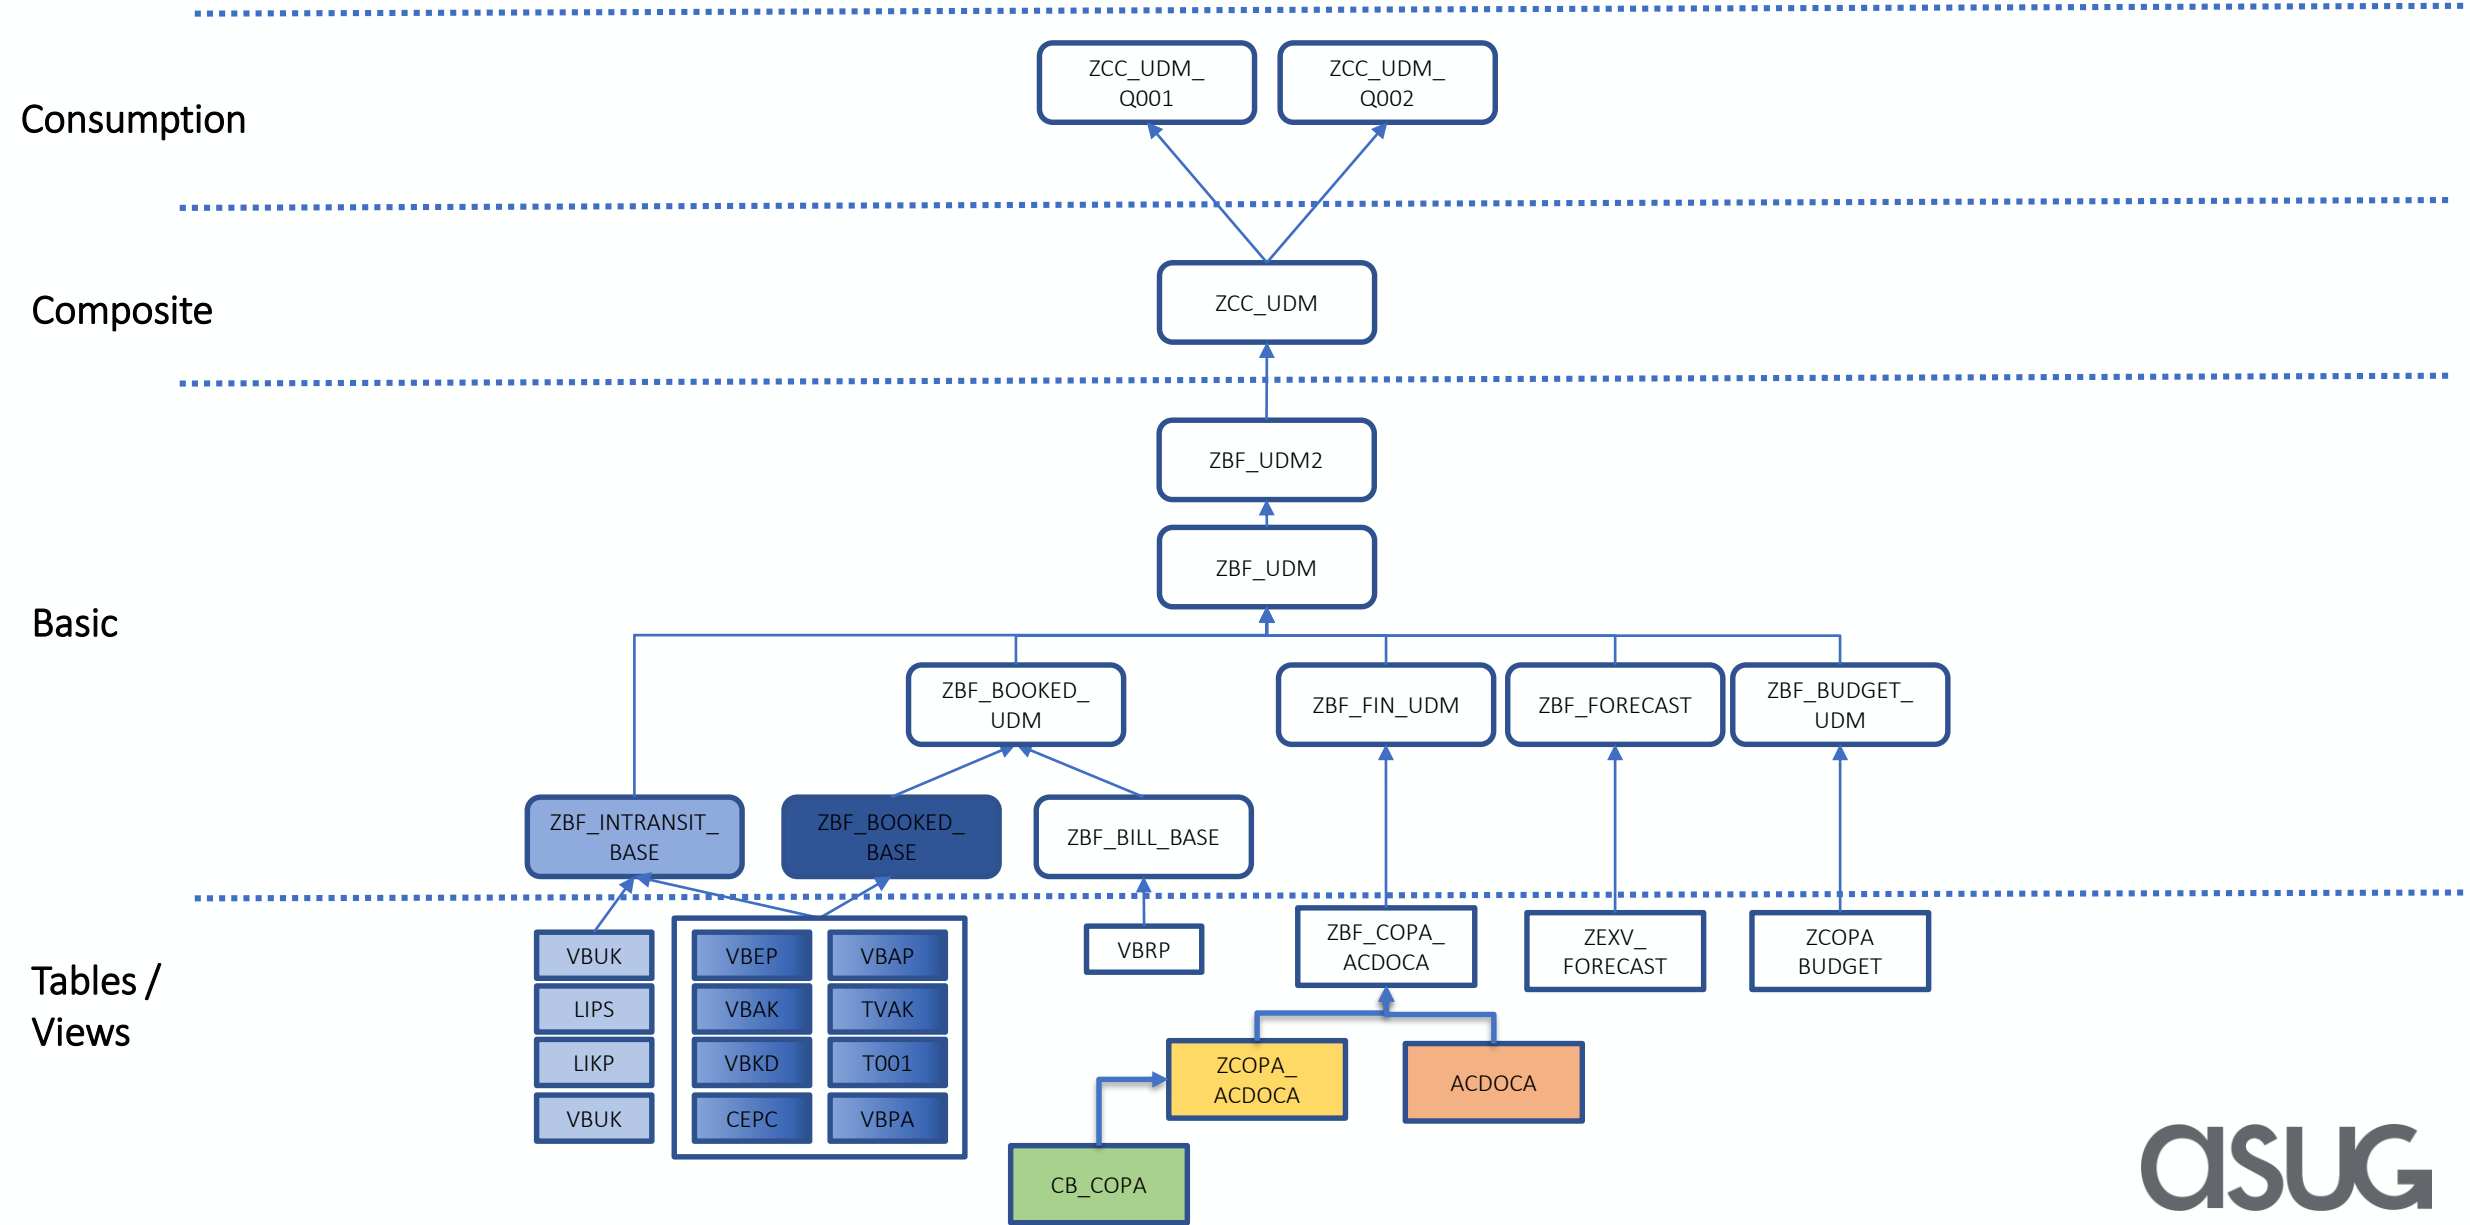 Consumption
ZCC_UDM_
Q001
ZCC_UDM_
Q002
Composite
ZCC_UDM
Basic
ZBF_UDM2
ZBF_UDM
ZBF_BOOKED_
UDM
ZBF_FIN_UDM
ZBF_FORECAST
ZBF_BUDGET_
UDM
ZBF_INTRANSIT_
BASE
ZBF_BOOKED_
BASE
ZBF_BILL_BASE
Tables /
Views
VBUK
LIPS
LIKP
VBUK
VBEP
VBAP
VBAK
TVAK
VBKD
T001
CEPC
VBPA
VBRP
ZBF_COPA_
ACDOCA
ZEXV_
FORECAST
ZCOPA
BUDGET
ZCOPA_
ACDOCA
ACDOCA
CB_COPA
asug